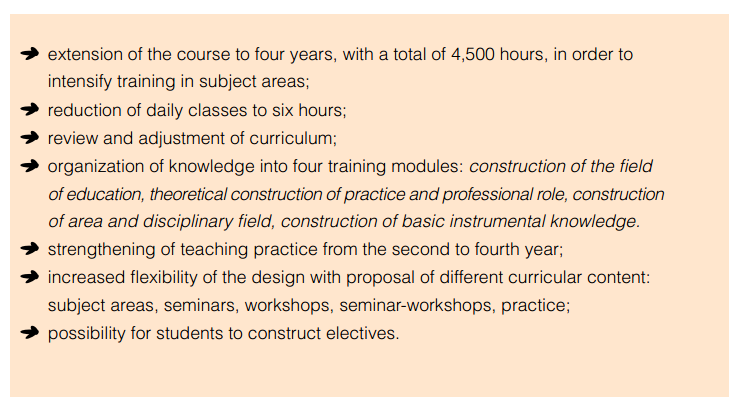 extension of the course to four years, with a total of 4,500 hours, in order to
intensify training in subject areas;
reduction of daily classes to six hours;
review and adjustment of curriculum;
organization of knowledge into four training modules: construction of the field
of education, theoretical construction of practice and professional role, construction
of area and disciplinary field, construction of basic instrumental knowledge.
strengthening of teaching practice from the second to fourth year;
increased flexibility of the design with proposal of different curricular content:
subject areas, seminars, workshops, seminar-workshops, practice;
possibility for students to construct electives.